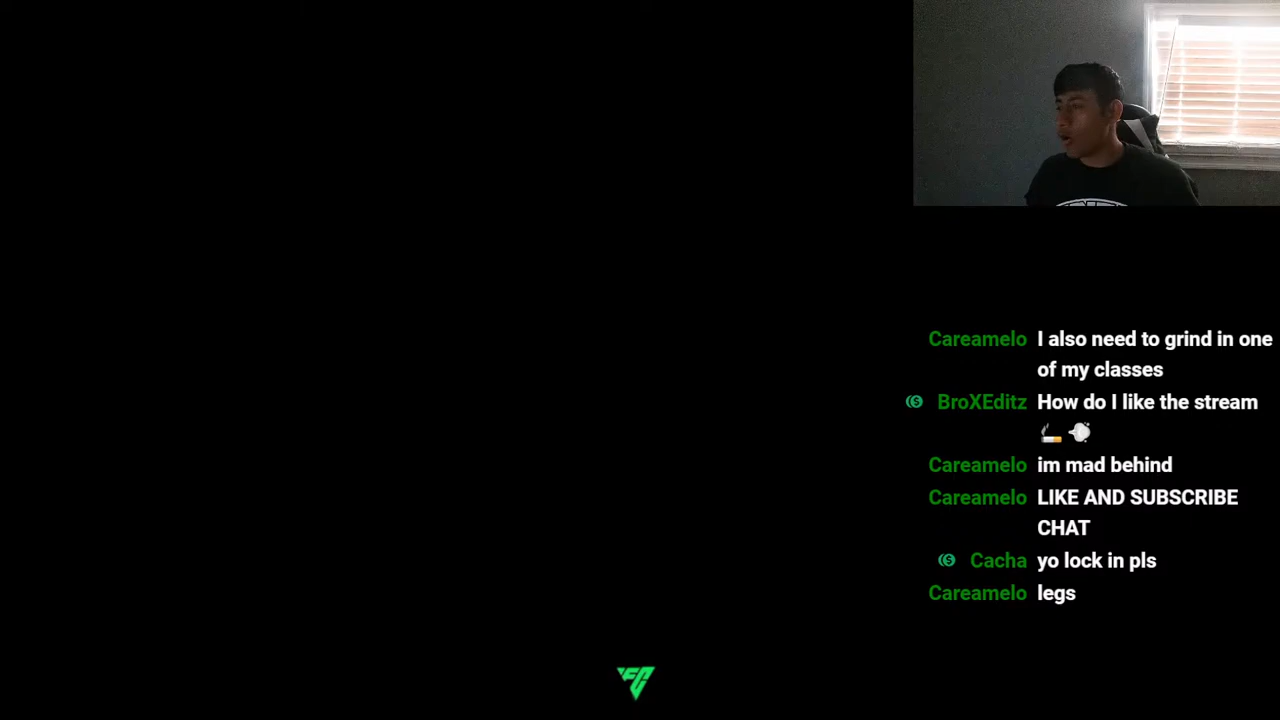 Careamelo I also need to grind in one
of my classes
BroXEditz How do I like the stream
🚬💨
Careamelo im mad behind
Careamelo LIKE AND SUBSCRIBE
CHAT
Cacha yo lock in pls
Careamelo legs
FC